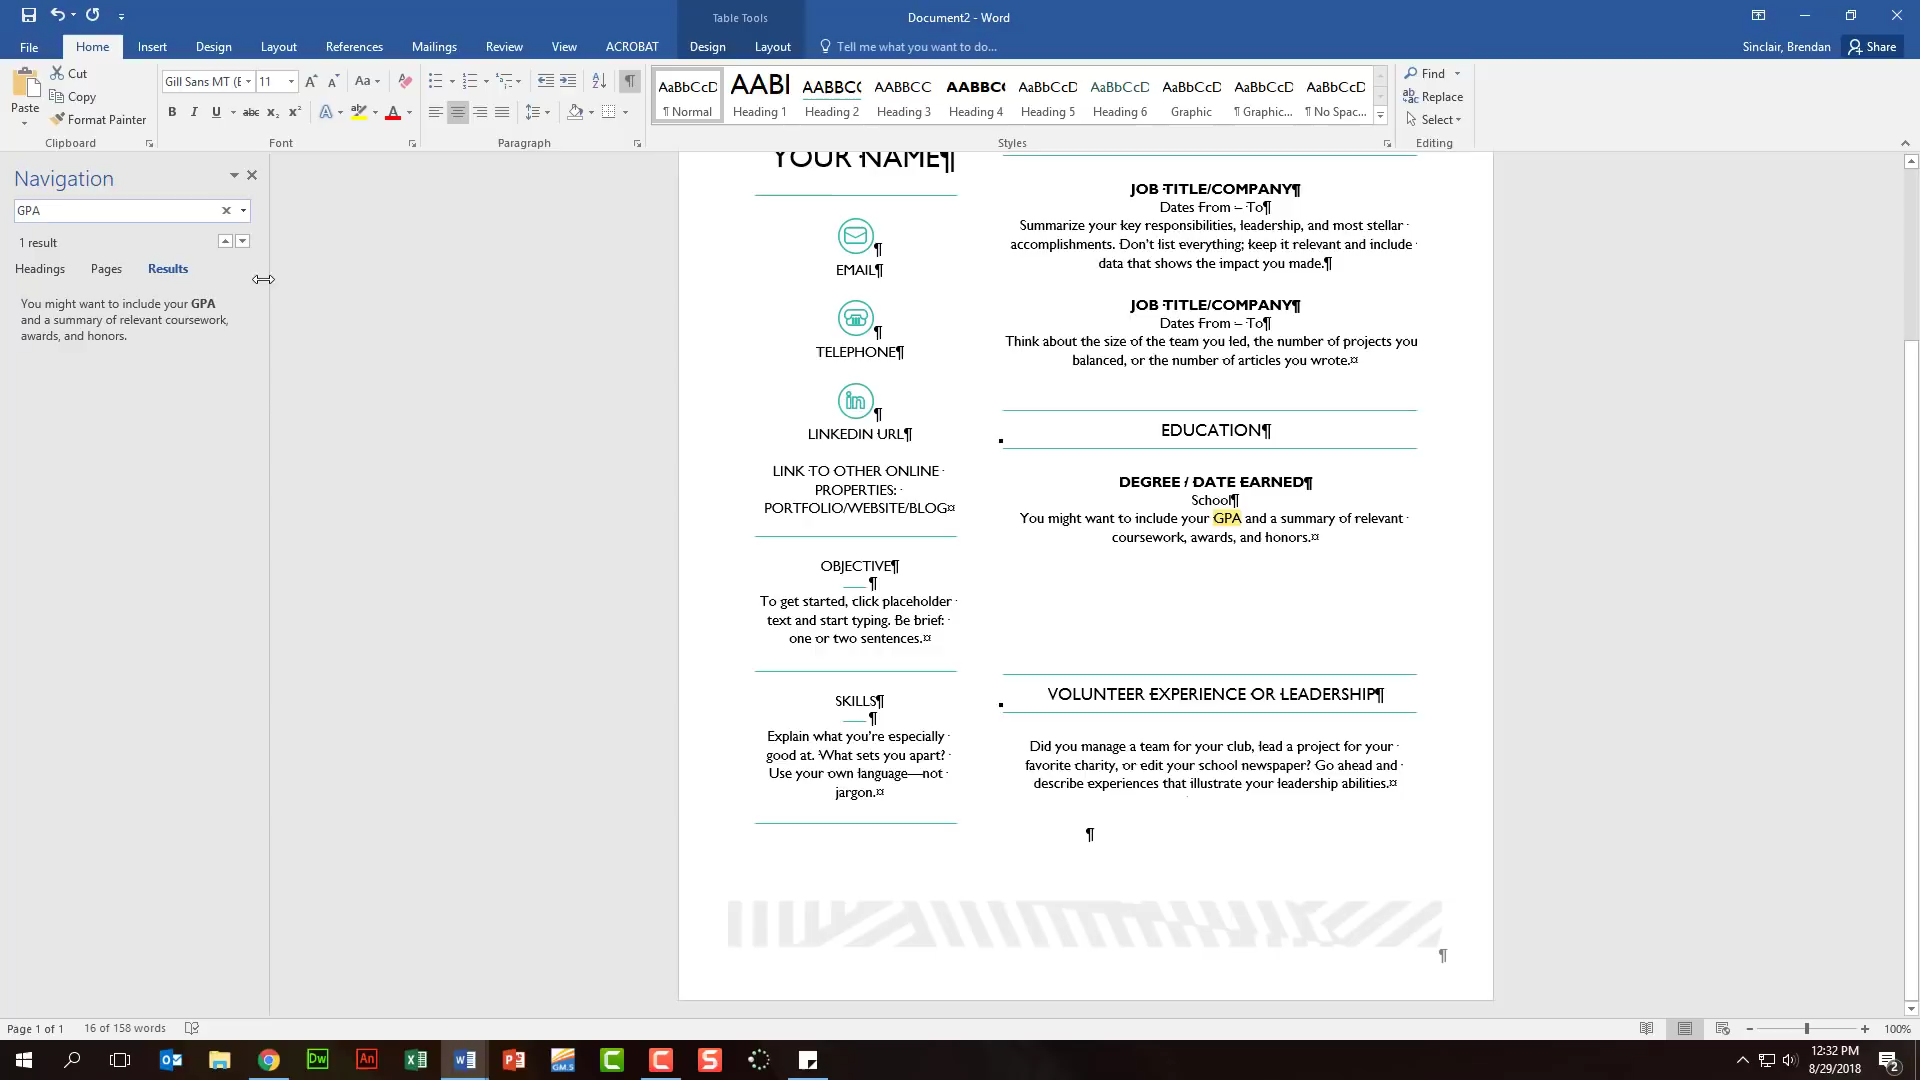 Table Tools
Document2 - Word
File
Home
Insert
Design
Layout
References
Mailings
Review
View
ACROBAT
Design
Layout
Tell me what you want to do...
Sinclair, Brendan
Share
Paste
Cut
Copy
Format Painter
Clipboard
Gill Sans MT (E
11
Aa
B I U abc x₂ x²
Font
Paragraph
AaBbCcD
¶ Normal
AABI
Heading 1
AABBCC
Heading 2
AABBCC
Heading 3
AABBCC
Heading 4
AaBbCcD
Heading 5
AaBbCcD
Heading 6
AaBbCcD
Graphic
AaBbCcD
¶ Graphic...
AaBbCcD
¶ No Spac...
Styles
Find
Replace
Select
Editing
Navigation
GPA
1 result
Headings
Pages
Results
You might want to include your GPA
and a summary of relevant coursework,
awards, and honors.
YOUR NAME¶
¶
EMAIL¶
¶
TELEPHONE¶
in
¶
LINKEDIN URL¶
LINK TO OTHER ONLINE
PROPERTIES:
PORTFOLIO/WEBSITE/BLOG¤
OBJECTIVE¶
¶
To get started, click placeholder
text and start typing. Be brief:
one or two sentences.¤
SKILLS¶
¶
Explain what you're especially
good at. What sets you apart?
Use your own language—not
jargon.¤
JOB TITLE/COMPANY¶
Dates From – To¶
Summarize your key responsibilities, leadership, and most stellar
accomplishments. Don't list everything; keep it relevant and include
data that shows the impact you made.¶
JOB TITLE/COMPANY¶
Dates From – To¶
Think about the size of the team you led, the number of projects you
balanced, or the number of articles you wrote.¤
EDUCATION¶
DEGREE / DATE EARNED¶
School¶
You might want to include your GPA and a summary of relevant
coursework, awards, and honors.¤
VOLUNTEER EXPERIENCE OR LEADERSHIP¶
Did you manage a team for your club, lead a project for your
favorite charity, or edit your school newspaper? Go ahead and
describe experiences that illustrate your leadership abilities.¤
¶
¶
Page 1 of 1
16 of 158 words
100%
Dw
An
GM.S
C
C
S
12:32 PM
8/29/2018
2